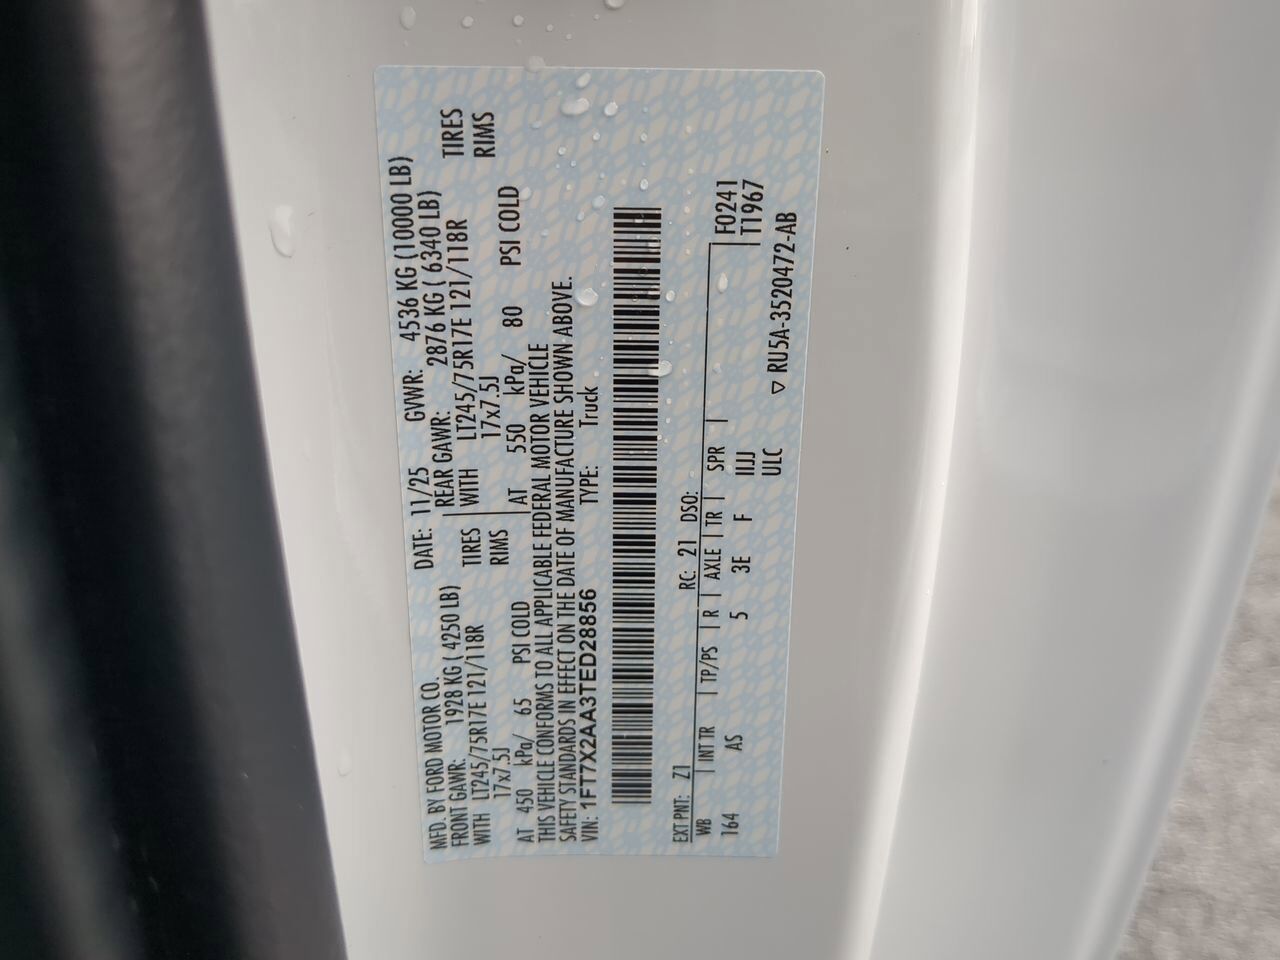 MFD. BY FORD MOTOR CO. DATE: 11/25 GVWR: 4536 KG (10000 LB)
FRONT GAWR: 1928 KG ( 4250 LB) REAR GAWR: 2876 KG ( 6340 LB)
WITH LT245/75R17E 121/118R TIRES WITH LT245/75R17E 121/118R TIRES
17x7.5J RIMS 17x7.5J RIMS
AT 450 kPa/ 65 PSI COLD AT 550 kPa/ 80 PSI COLD
THIS VEHICLE CONFORMS TO ALL APPLICABLE FEDERAL MOTOR VEHICLE
SAFETY STANDARDS IN EFFECT ON THE DATE OF MANUFACTURE SHOWN ABOVE.
VIN: 1FT7X2AA3TED28856 TYPE: Truck
EXT PNT: Z1 RC: 21 DSO:
WB INT TR TP/PS R AXLE TR SPR F0241
164 AS 5 3E F IIJJ T1967
ULC
▽ RU5A-3520472-AB